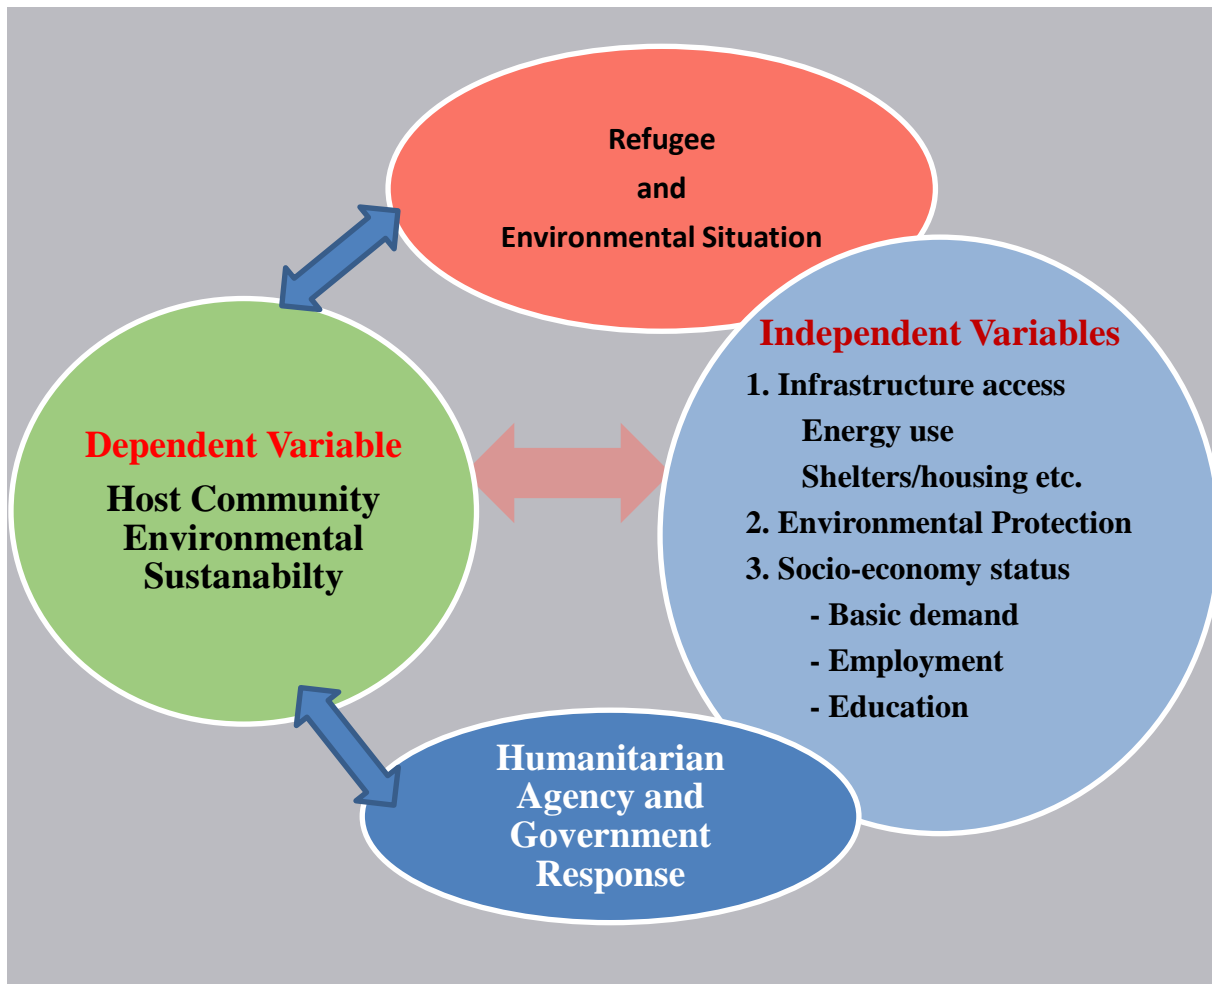 Refugee
and
Environmental Situation
Independent Variables
1. Infrastructure access
Energy use
Shelters/housing etc.
2. Environmental Protection
3. Socio-economy status
- Basic demand
- Employment
- Education
Dependent Variable
Host Community
Environmental
Sustanabilty
Humanitarian
Agency and
Government
Response